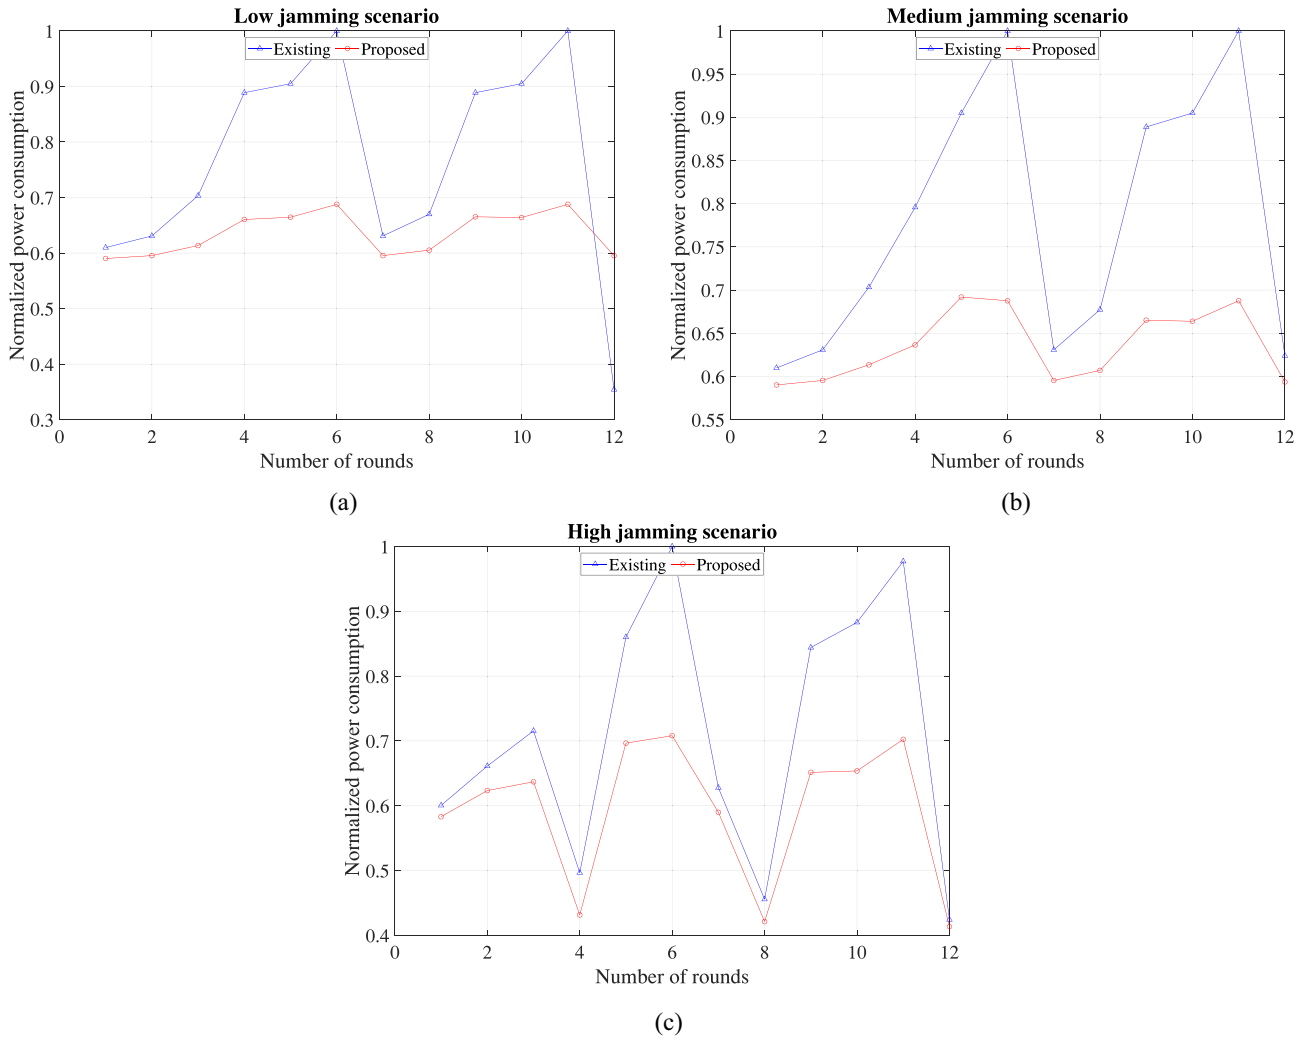 Low jamming scenario
Existing Proposed
Normalized power consumption
1
0.9
0.8
0.7
0.6
0.5
0.4
0.3
0 2 4 6 8 10 12
Number of rounds
(a)
Medium jamming scenario
Existing Proposed
Normalized power consumption
1
0.95
0.9
0.85
0.8
0.75
0.7
0.65
0.6
0.55
0 2 4 6 8 10 12
Number of rounds
(b)
High jamming scenario
Existing Proposed
Normalized power consumption
1
0.9
0.8
0.7
0.6
0.5
0.4
0 2 4 6 8 10 12
Number of rounds
(c)